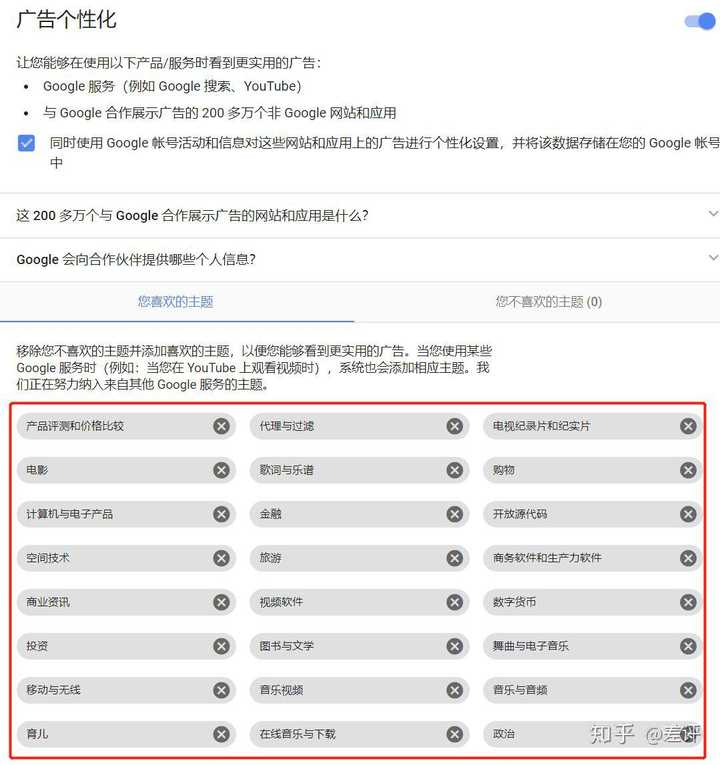 广告个性化
让您能够在使用以下产品/服务时看到更实用的广告：
• Google 服务（例如 Google 搜索、YouTube）
• 与 Google 合作展示广告的 200 多万个非 Google 网站和应用
同时使用 Google 帐号活动和信息对这些网站和应用上的广告进行个性化设置，并将该数据存储在您的 Google 帐号
中
这 200 多万个与 Google 合作展示广告的网站和应用是什么？
Google 会向合作伙伴提供哪些个人信息？
您喜欢的主题 您不喜欢的主题 (0)
移除您不喜欢的主题并添加喜欢的主题，以便您能够看到更实用的广告。当您使用某些
Google 服务时（例如：当您在 YouTube 上观看视频时），系统也会添加相应主题。我
们正在努力纳入来自其他 Google 服务的主题。
产品评测和价格比较 代理与过滤 电视纪录片和纪实片
电影 歌词与乐谱 购物
计算机与电子产品 金融 开放源代码
空间技术 旅游 商务软件和生产力软件
商业资讯 视频软件 数字货币
投资 图书与文学 舞曲与电子音乐
移动与无线 音乐视频 音乐与音频
育儿 在线音乐与下载 政治
知乎 @差评